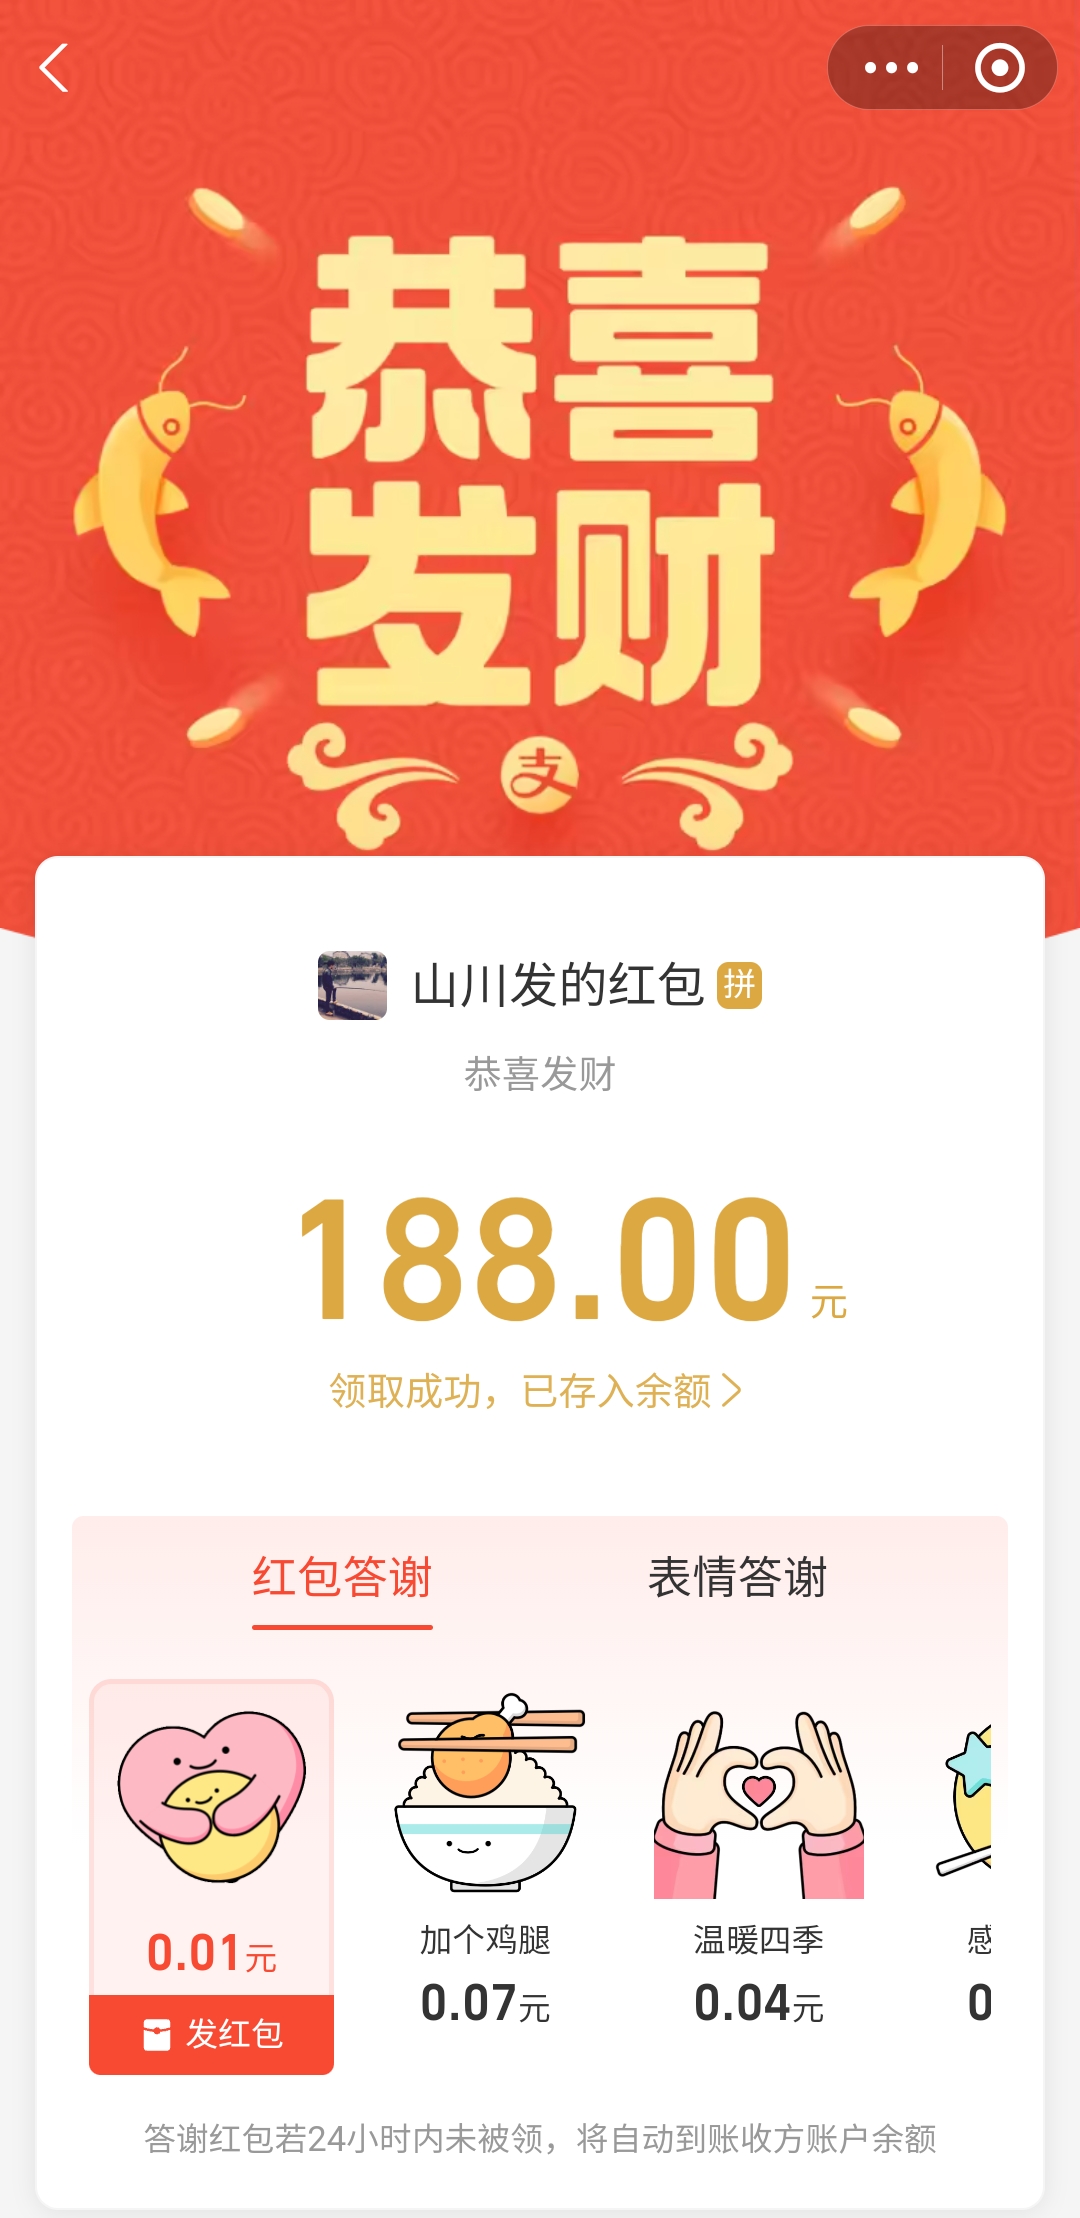 恭喜
发财
支
山川发的红包 拼
恭喜发财
188.00元
领取成功，已存入余额
红包答谢 表情答谢
0.01元
发红包
加个鸡腿
0.07元
温暖四季
0.04元
感
0
答谢红包若24小时内未被领，将自动到账收方账户余额